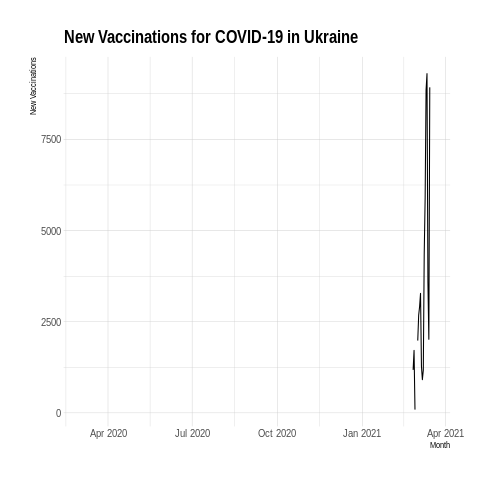 New Vaccinations for COVID-19 in Ukraine
New Vaccinations
7500
5000
2500
0
Apr 2020 Jul 2020 Oct 2020 Jan 2021 Apr 2021
Month